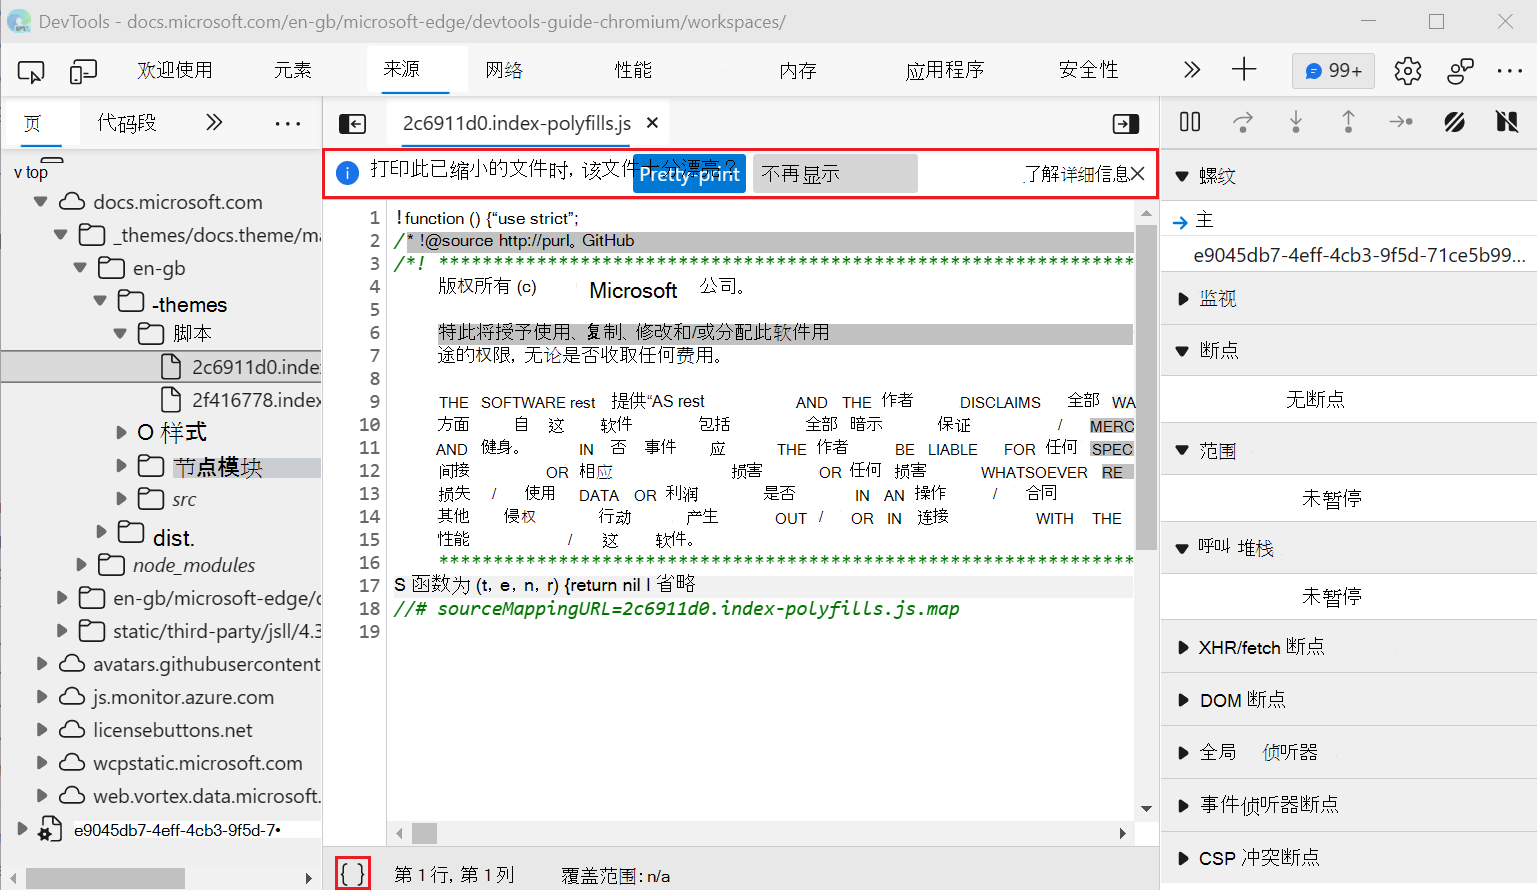 DevTools - docs.microsoft.com/en-gb/microsoft-edge/devtools-guide-chromium/workspaces/
欢迎使用 元素 来源 网络 性能 内存 应用程序 安全性 99+
页 代码段
2c6911d0.index-polyfills.js
打印此已缩小的文件时, 该文件十分漂亮? Pretty-print 不再显示 了解详细信息
v top
docs.microsoft.com
_themes/docs.theme/ma
en-gb
-themes
脚本
2c6911d0.inde
2f416778.index
O 样式
节点模块
src
dist.
node_modules
en-gb/microsoft-edge/c
static/third-party/jsll/4.3
avatars.githubusercontent
js.monitor.azure.com
licensebuttons.net
wcpstatic.microsoft.com
web.vortex.data.microsoft.
e9045db7-4eff-4cb3-9f5d-7•
1 !function () {“use strict”;
2 /* !@source http://purl。GitHub
3 /*! ****************************************************************
4 版权所有 (c) Microsoft 公司。
5
6 特此将授予使用、复制、修改和/或分配此软件用
7 途的权限, 无论是否收取任何费用。
8
9 THE SOFTWARE rest 提供“AS rest AND THE 作者 DISCLAIMS 全部 WA
10 方面 自 这 软件 包括 全部 暗示 保证 / MERC
11 AND 健身。 IN 否 事件 应 THE 作者 BE LIABLE FOR 任何 SPEC
12 间接 OR 相应 损害 OR 任何 损害 WHATSOEVER RE
13 损失 / 使用 DATA OR 利润 是否 IN AN 操作 / 合同
14 其他 侵权 行动 产生 OUT / OR IN 连接 WITH THE
15 性能 / 这 软件。
16 ****************************************************************
17 S 函数为 (t, e, n, r) {return nil l 省略
18 //# sourceMappingURL=2c6911d0.index-polyfills.js.map
19
{ } 第 1 行, 第 1 列 覆盖范围: n/a
螺纹
主
e9045db7-4eff-4cb3-9f5d-71ce5b99...
监视
断点
无断点
范围
未暂停
呼叫 堆栈
未暂停
XHR/fetch 断点
DOM 断点
全局 侦听器
事件侦听器断点
CSP 冲突断点